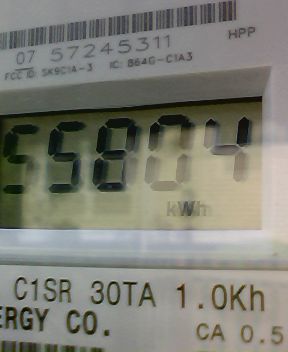 07 57245311
HPP
FCC ID: SK9C1A-3 IC: 864G-C1A3
55804
kWh
C1SR 30TA 1.0Kh
ERGY CO. CA 0.5